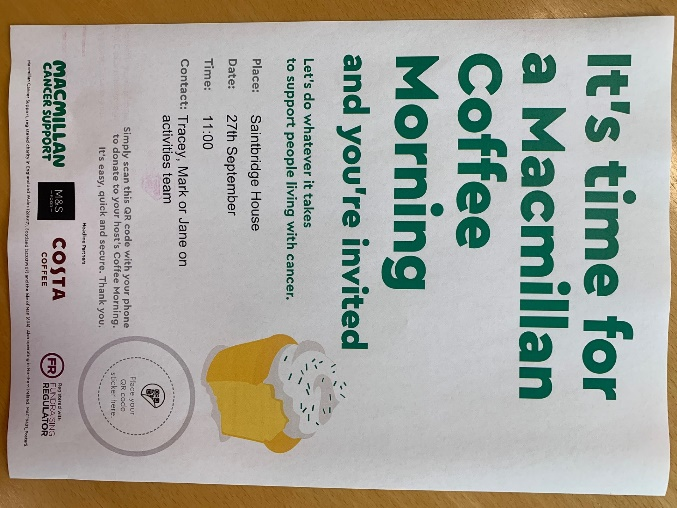 It's time for
a Macmillan
Coffee
Morning
and you're invited
Let's do whatever it takes
to support people living with cancer.
Place: Saintbridge House
Date: 27th September
Time: 11:00
Contact: Tracey, Mark or Jane on
activities team
Simply scan this QR code with your phone
to donate to your host's Coffee Morning.
It's easy, quick and secure. Thank you.
Place your
QR code
sticker here
Headline Partners
MACMILLAN
CANCER SUPPORT
M&S
COSTA
COFFEE
FR
Registered with
FUNDRAISING
REGULATOR